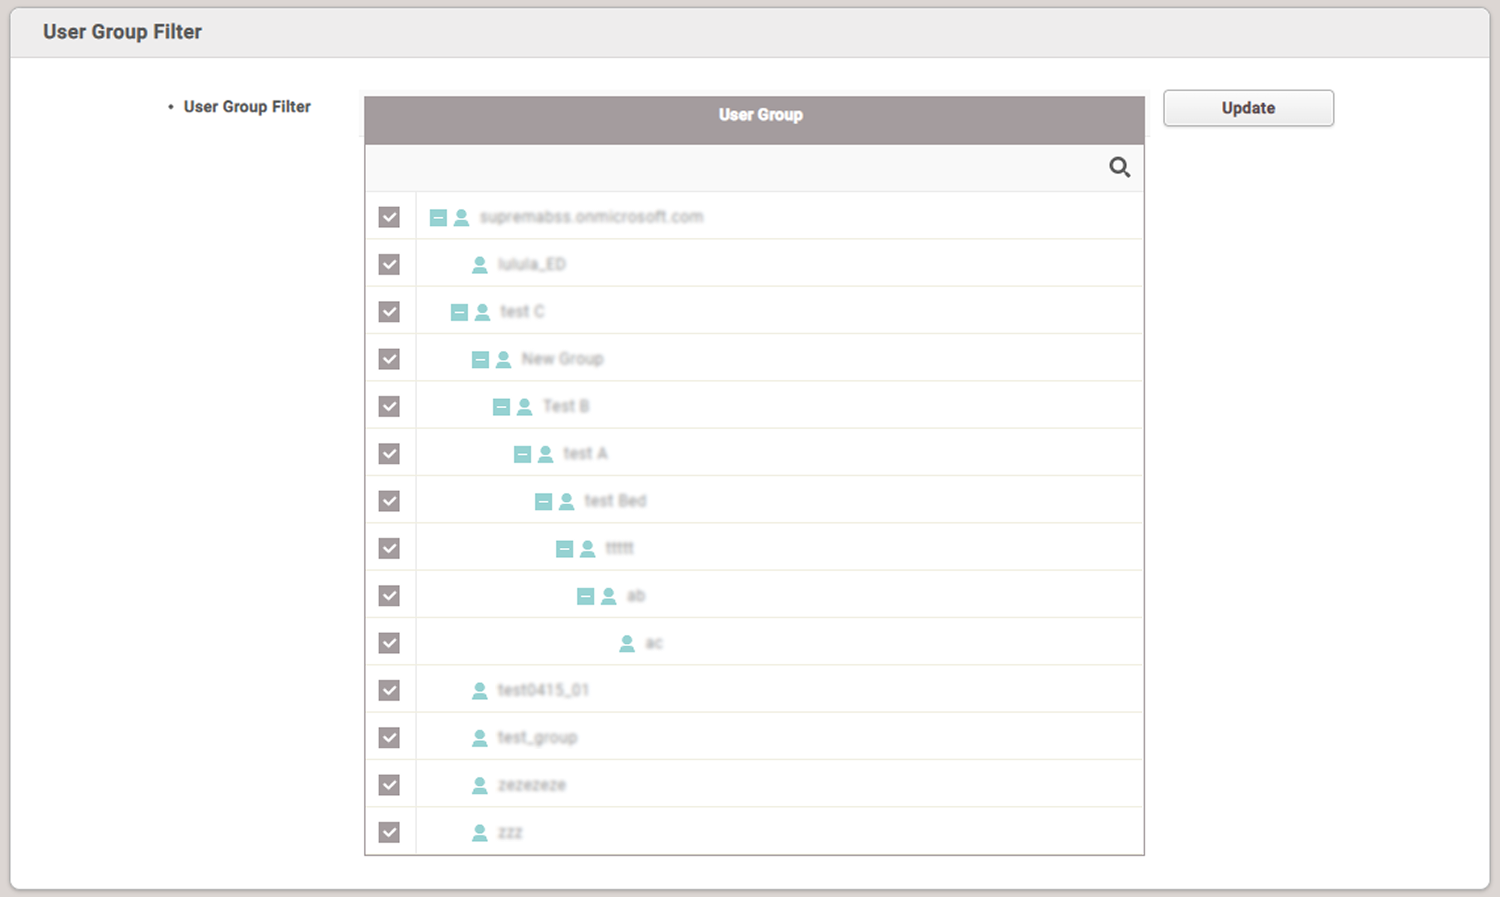 User Group Filter
• User Group Filter
User Group
Update
supremabss.onmicrosoft.com
lulula_ED
test C
New Group
Test B
test A
test Bed
ttttt
ab
ac
test0415_01
test_group
zezezeze
zzz